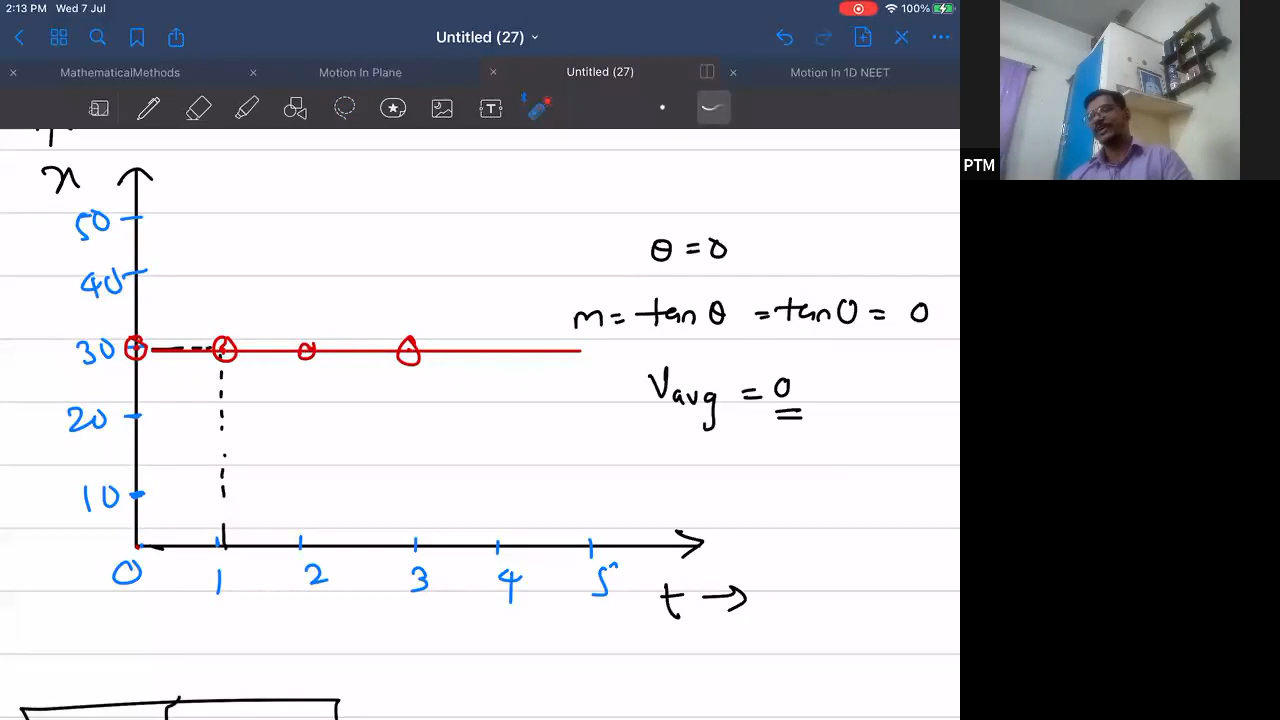 2:13 PM Wed 7 Jul
100%
Untitled (27)
MathematicalMethods
Motion In Plane
Untitled (27)
Motion In 1D NEET
T
PTM
x
50
40
30
20
10
0 1 2 3 4 5
t →
θ = 0
m = tan θ = tan 0 = 0
Vavg = 0